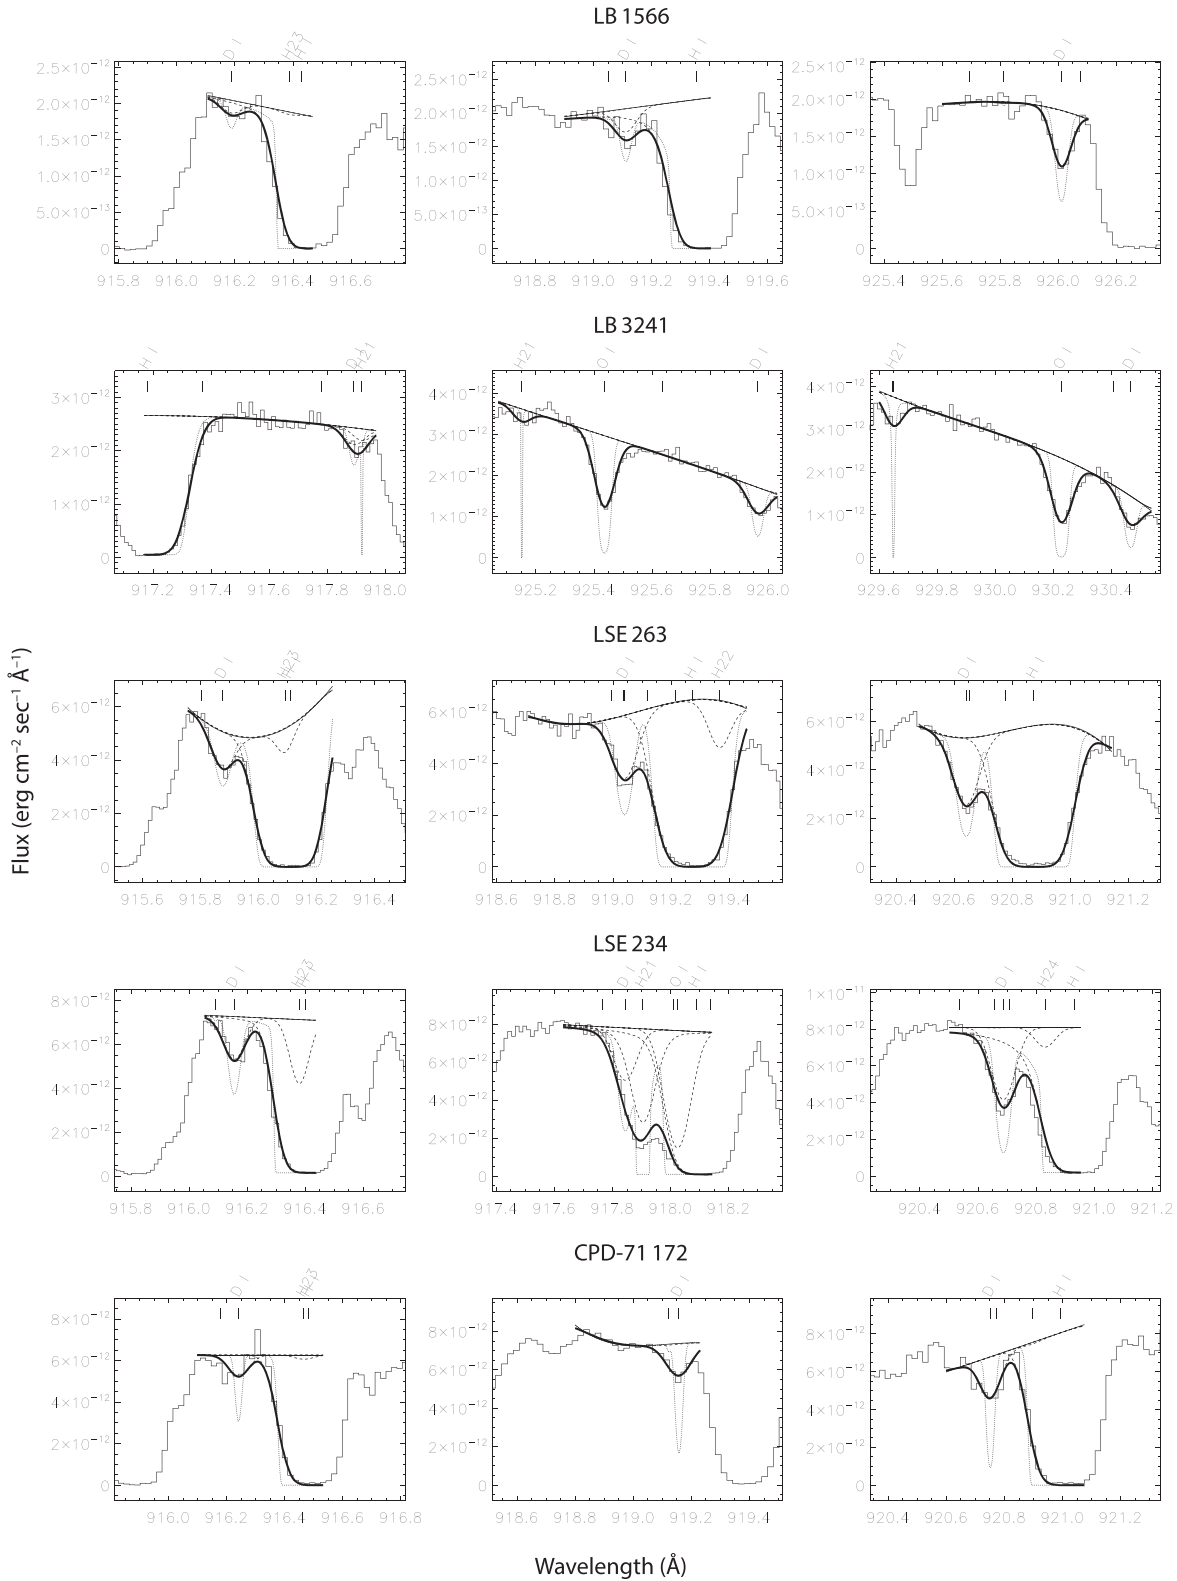 LB 1566
D I H23 H I
D I H I
D I
2.5×10⁻¹²
2.0×10⁻¹²
1.5×10⁻¹²
1.0×10⁻¹²
5.0×10⁻¹³
0
2.5×10⁻¹²
2.0×10⁻¹²
1.5×10⁻¹²
1.0×10⁻¹²
5.0×10⁻¹³
0
2.5×10⁻¹²
2.0×10⁻¹²
1.5×10⁻¹²
1.0×10⁻¹²
5.0×10⁻¹³
0
915.8 916.0 916.2 916.4 916.6
918.8 919.0 919.2 919.4 919.6
925.4 925.6 925.8 926.0 926.2
LB 3241
H I D I H21
H21 O I D I
H21 O I D I
3×10⁻¹²
2×10⁻¹²
1×10⁻¹²
0
4×10⁻¹²
3×10⁻¹²
2×10⁻¹²
1×10⁻¹²
0
4×10⁻¹²
3×10⁻¹²
2×10⁻¹²
1×10⁻¹²
0
917.2 917.4 917.6 917.8 918.0
925.2 925.4 925.6 925.8 926.0
929.6 929.8 930.0 930.2 930.4
LSE 263
D I H23
D I H I H22
D I H I
6×10⁻¹²
4×10⁻¹²
2×10⁻¹²
0
6×10⁻¹²
4×10⁻¹²
2×10⁻¹²
0
6×10⁻¹²
4×10⁻¹²
2×10⁻¹²
0
915.6 915.8 916.0 916.2 916.4
918.6 918.8 919.0 919.2 919.4
920.4 920.6 920.8 921.0 921.2
LSE 234
D I H23
D I H21 O I H I
D I H24 H I
8×10⁻¹²
6×10⁻¹²
4×10⁻¹²
2×10⁻¹²
0
8×10⁻¹²
6×10⁻¹²
4×10⁻¹²
2×10⁻¹²
0
1×10⁻¹¹
8×10⁻¹²
6×10⁻¹²
4×10⁻¹²
2×10⁻¹²
0
915.8 916.0 916.2 916.4 916.6
917.4 917.6 917.8 918.0 918.2
920.4 920.6 920.8 921.0 921.2
CPD-71 172
D I H23
D I
D I H I
8×10⁻¹²
6×10⁻¹²
4×10⁻¹²
2×10⁻¹²
0
8×10⁻¹²
6×10⁻¹²
4×10⁻¹²
2×10⁻¹²
0
8×10⁻¹²
6×10⁻¹²
4×10⁻¹²
2×10⁻¹²
0
916.0 916.2 916.4 916.6 916.8
918.6 918.8 919.0 919.2 919.4
920.4 920.6 920.8 921.0 921.2
Flux (erg cm⁻² sec⁻¹ Å⁻¹)
Wavelength (Å)